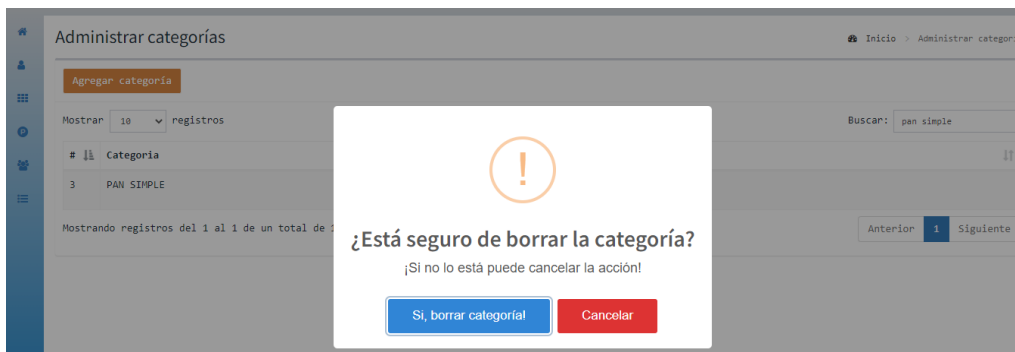 Administrar categorías
Inicio > Administrar categor
Agregar categoría
Mostrar 10 registros
Buscar: pan simple
# Categoria
3 PAN SIMPLE
Mostrando registros del 1 al 1 de un total de
Anterior 1 Siguiente
!
¿Está seguro de borrar la categoría?
¡Si no lo está puede cancelar la acción!
Si, borrar categoría!
Cancelar